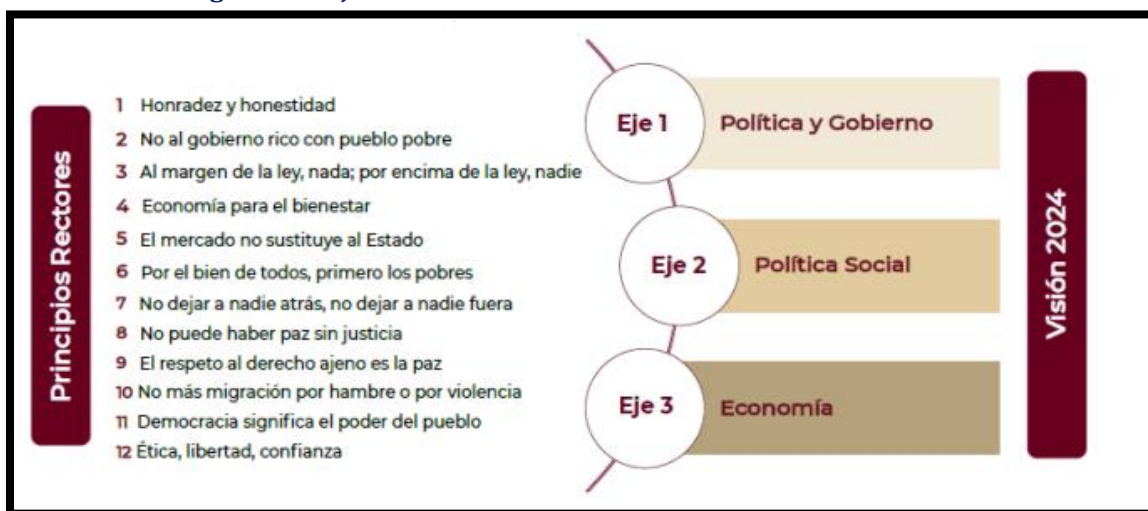 Principios Rectores
1 Honradez y honestidad
2 No al gobierno rico con pueblo pobre
3 Al margen de la ley, nada; por encima de la ley, nadie
4 Economía para el bienestar
5 El mercado no sustituye al Estado
6 Por el bien de todos, primero los pobres
7 No dejar a nadie atrás, no dejar a nadie fuera
8 No puede haber paz sin justicia
9 El respeto al derecho ajeno es la paz
10 No más migración por hambre o por violencia
11 Democracia significa el poder del pueblo
12 Ética, libertad, confianza
Eje 1
Política y Gobierno
Eje 2
Política Social
Eje 3
Economía
Visión 2024